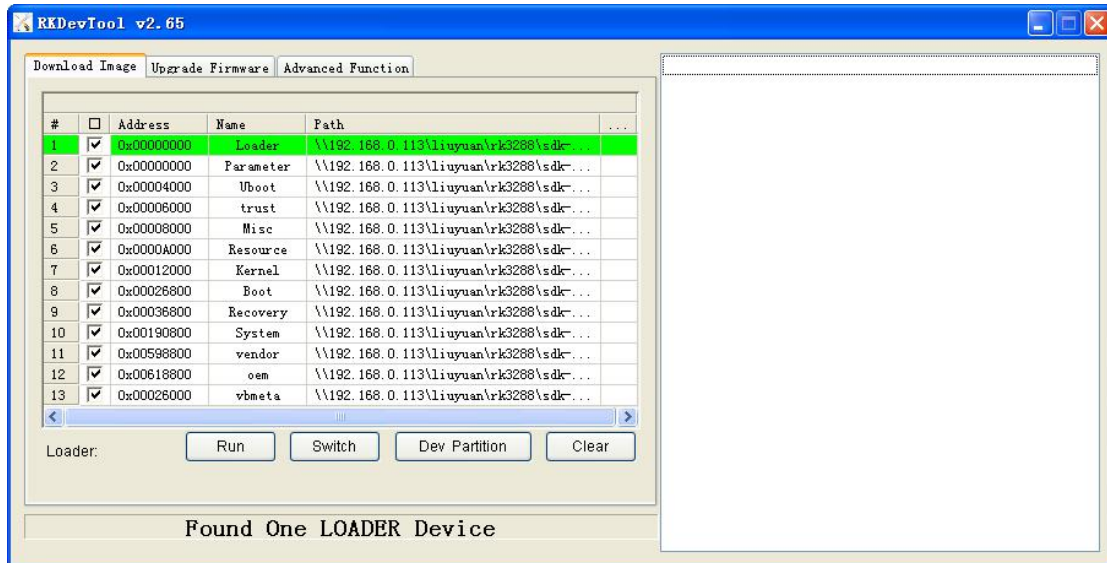 RKDevTool v2.65
Download Image Upgrade Firmware Advanced Function
# Address Name Path ...
1 0x00000000 Loader \\192.168.0.113\liuyuan\rk3288\sdk-...
2 0x00000000 Parameter \\192.168.0.113\liuyuan\rk3288\sdk-...
3 0x00004000 Uboot \\192.168.0.113\liuyuan\rk3288\sdk-...
4 0x00006000 trust \\192.168.0.113\liuyuan\rk3288\sdk-...
5 0x00008000 Misc \\192.168.0.113\liuyuan\rk3288\sdk-...
6 0x0000A000 Resource \\192.168.0.113\liuyuan\rk3288\sdk-...
7 0x00012000 Kernel \\192.168.0.113\liuyuan\rk3288\sdk-...
8 0x00026800 Boot \\192.168.0.113\liuyuan\rk3288\sdk-...
9 0x00036800 Recovery \\192.168.0.113\liuyuan\rk3288\sdk-...
10 0x00190800 System \\192.168.0.113\liuyuan\rk3288\sdk-...
11 0x00598800 vendor \\192.168.0.113\liuyuan\rk3288\sdk-...
12 0x00618800 oem \\192.168.0.113\liuyuan\rk3288\sdk-...
13 0x00026000 vbmeta \\192.168.0.113\liuyuan\rk3288\sdk-...
Loader: Run Switch Dev Partition Clear
Found One LOADER Device